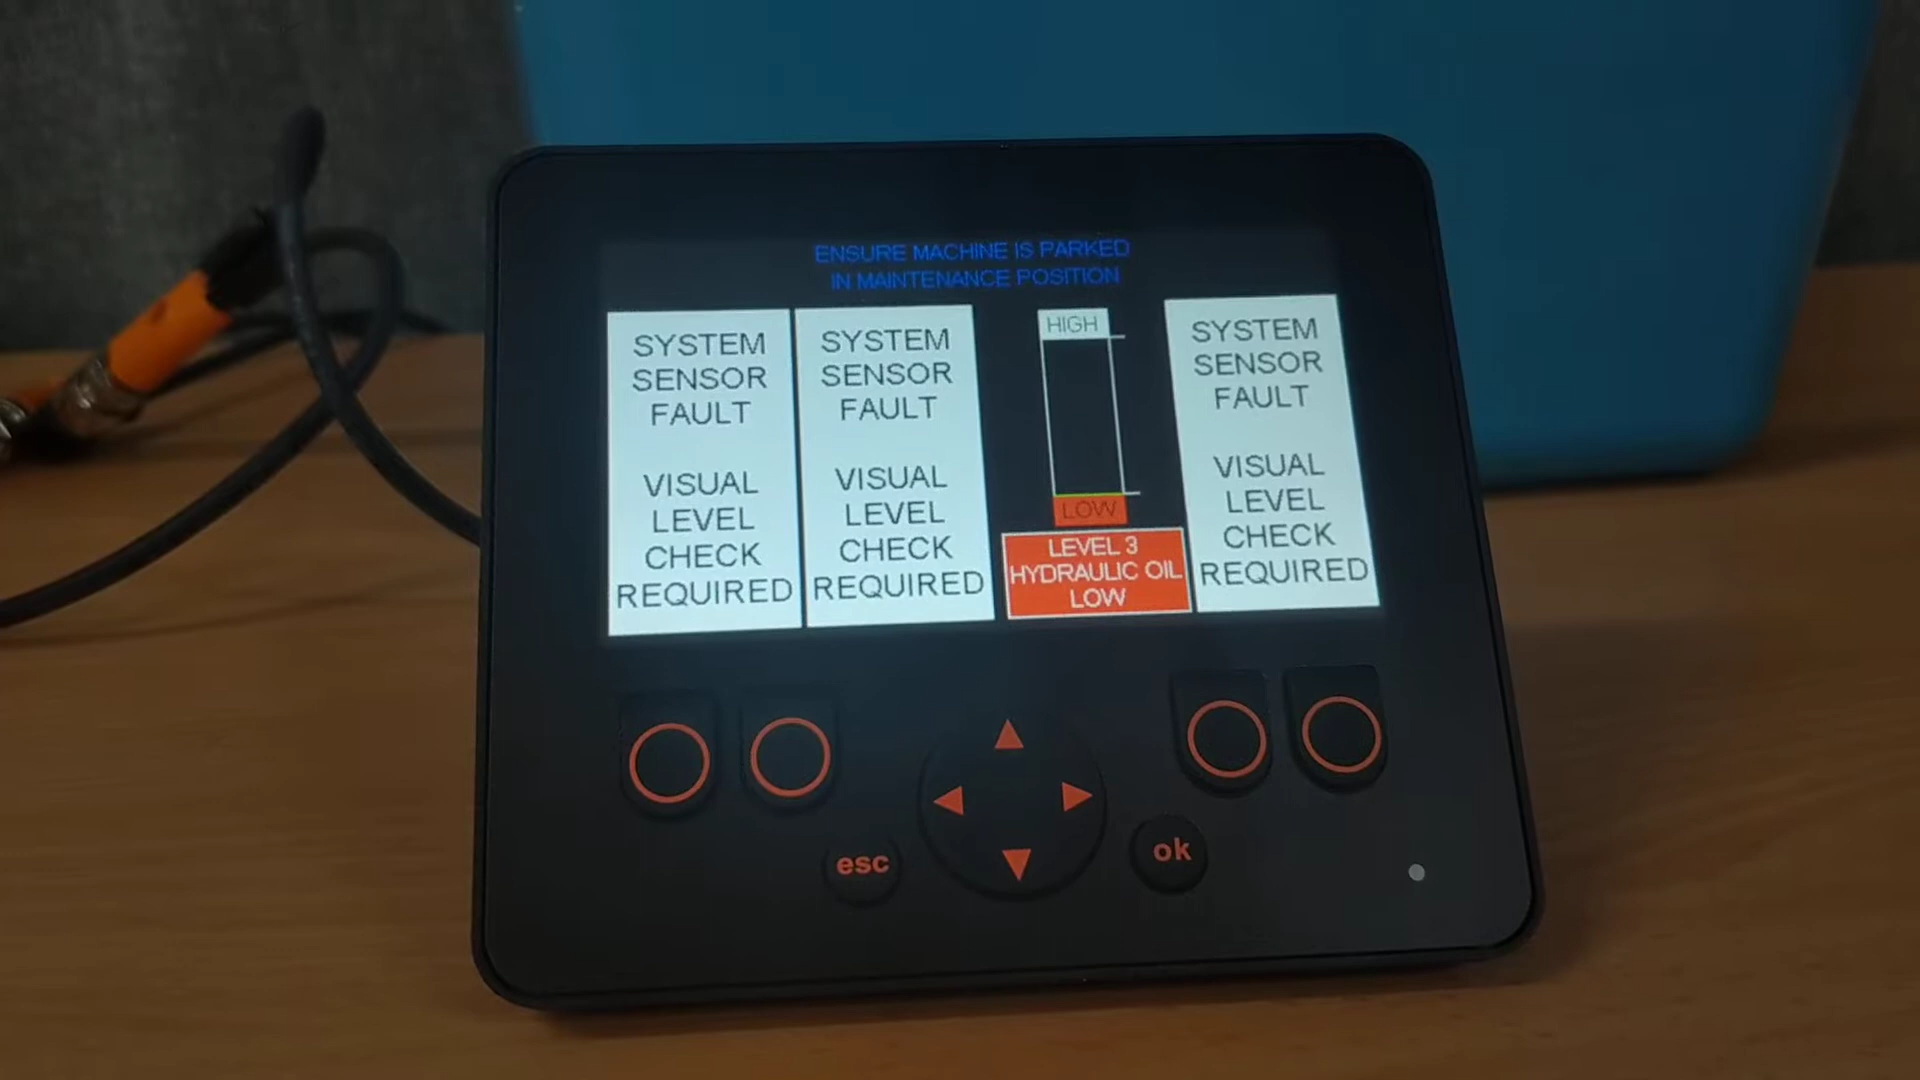 ENSURE MACHINE IS PARKED
IN MAINTENANCE POSITION
SYSTEM
SENSOR
FAULT
VISUAL
LEVEL
CHECK
REQUIRED
SYSTEM
SENSOR
FAULT
VISUAL
LEVEL
CHECK
REQUIRED
HIGH
LOW
LEVEL 3
HYDRAULIC OIL
LOW
SYSTEM
SENSOR
FAULT
VISUAL
LEVEL
CHECK
REQUIRED
esc
ok